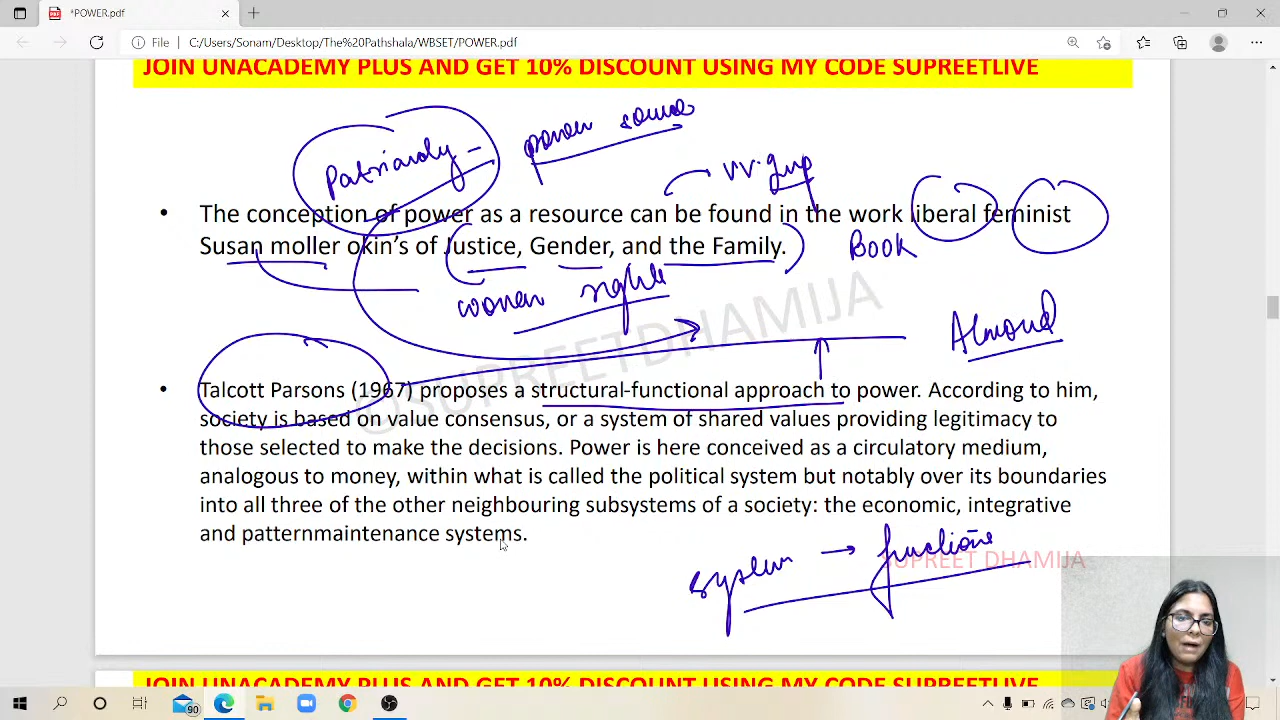 *POWER.pdf
File
C:/Users/Sonam/Desktop/The%20Pathshala/WBSET/POWER.pdf
JOIN UNACADEMY PLUS AND GET 10% DISCOUNT USING MY CODE SUPREETLIVE
Patriarchy - power source
vv. gmp
• The conception of power as a resource can be found in the work liberal feminist
Susan moller okin's of Justice, Gender, and the Family.
Book
women rights
Almond
@SUPREETDHAMIJA
• Talcott Parsons (1967) proposes a structural-functional approach to power. According to him,
society is based on value consensus, or a system of shared values providing legitimacy to
those selected to make the decisions. Power is here conceived as a circulatory medium,
analogous to money, within what is called the political system but notably over its boundaries
into all three of the other neighbouring subsystems of a society: the economic, integrative
and patternmaintenance systems.
system → functions
SUPREET DHAMIJA
JOIN UNACADEMY PLUS AND GET 10% DISCOUNT USING MY CODE SUPREETLIVE
90